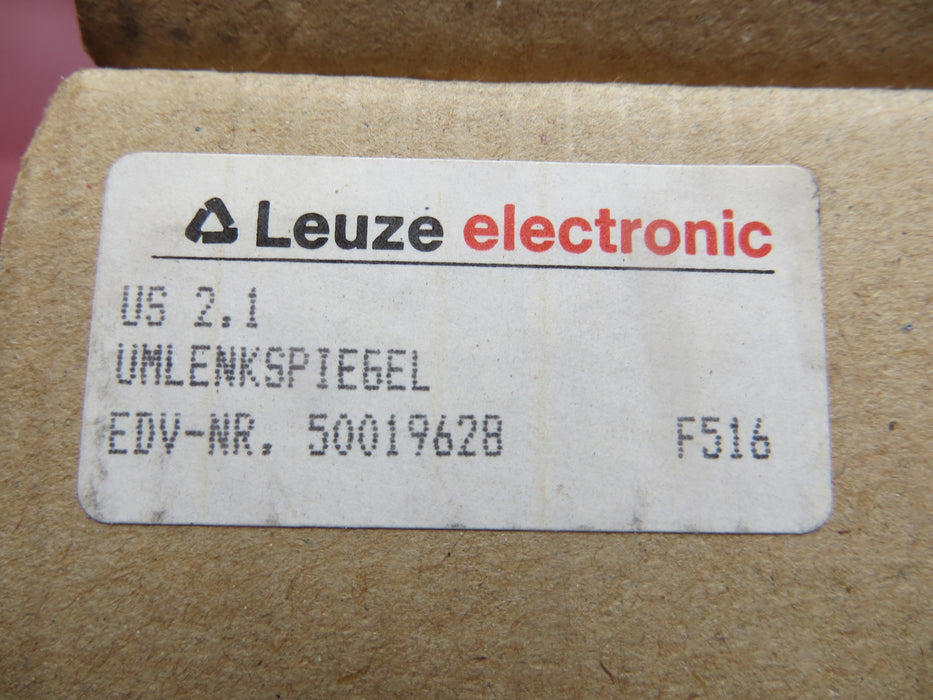 Leuze electronic
US 2.1
UMLENKSPIEGEL
EDV-NR. 50019628 F516